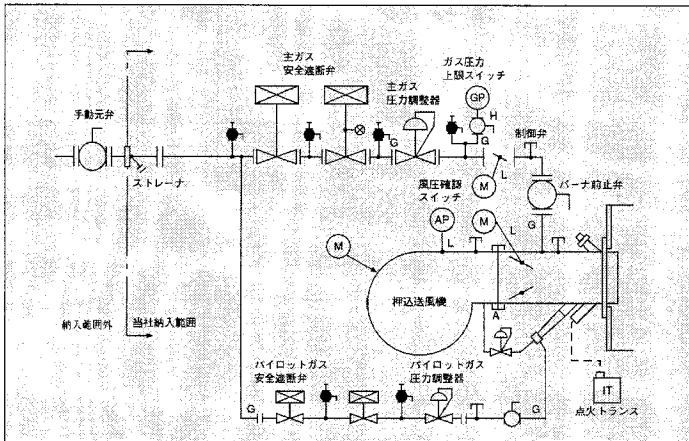 主ガス
安全遮断弁
主ガス
圧力調整器
ガス圧力
上限スイッチ
GP
H
手動元弁
制御弁
G
G
L
M
ストレーナ
風圧確認
スイッチ
バーナ前止弁
AP
M
L
G
M
L
押込送風機
納入範囲外
当社納入範囲
A
パイロットガス
安全遮断弁
パイロットガス
圧力調整器
G
G
IT
点火トランス